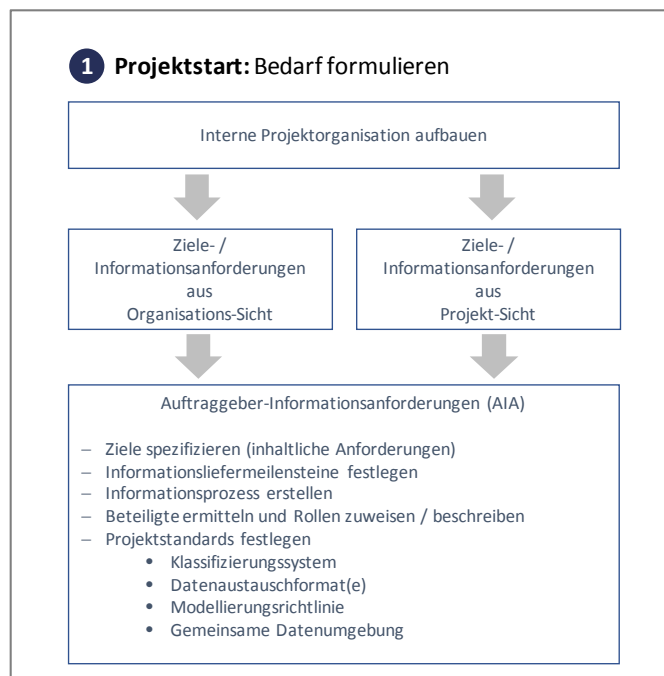 1 Projektstart: Bedarf formulieren
Interne Projektorganisation aufbauen
Ziele- /
Informationsanforderungen
aus
Organisations-Sicht
Ziele- /
Informationsanforderungen
aus
Projekt-Sicht
Auftraggeber-Informationsanforderungen (AIA)
– Ziele spezifizieren (inhaltliche Anforderungen)
– Informationsliefermeilensteine festlegen
– Informationsprozess erstellen
– Beteiligte ermitteln und Rollen zuweisen / beschreiben
– Projektstandards festlegen
• Klassifizierungssystem
• Datenaustauschformat(e)
• Modellierungsrichtlinie
• Gemeinsame Datenumgebung